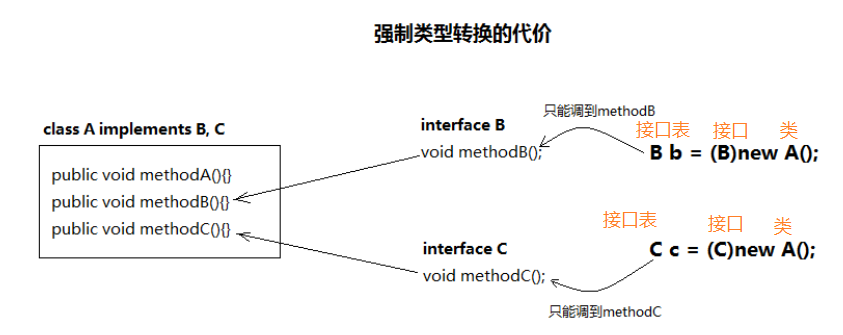 强制类型转换的代价
class A implements B, C
public void methodA(){}
public void methodB(){}
public void methodC(){}
interface B
void methodB();
只能调到methodB
接口表 接口 类
B b = (B)new A();
interface C
void methodC();
接口表 接口 类
C c = (C)new A();
只能调到methodC